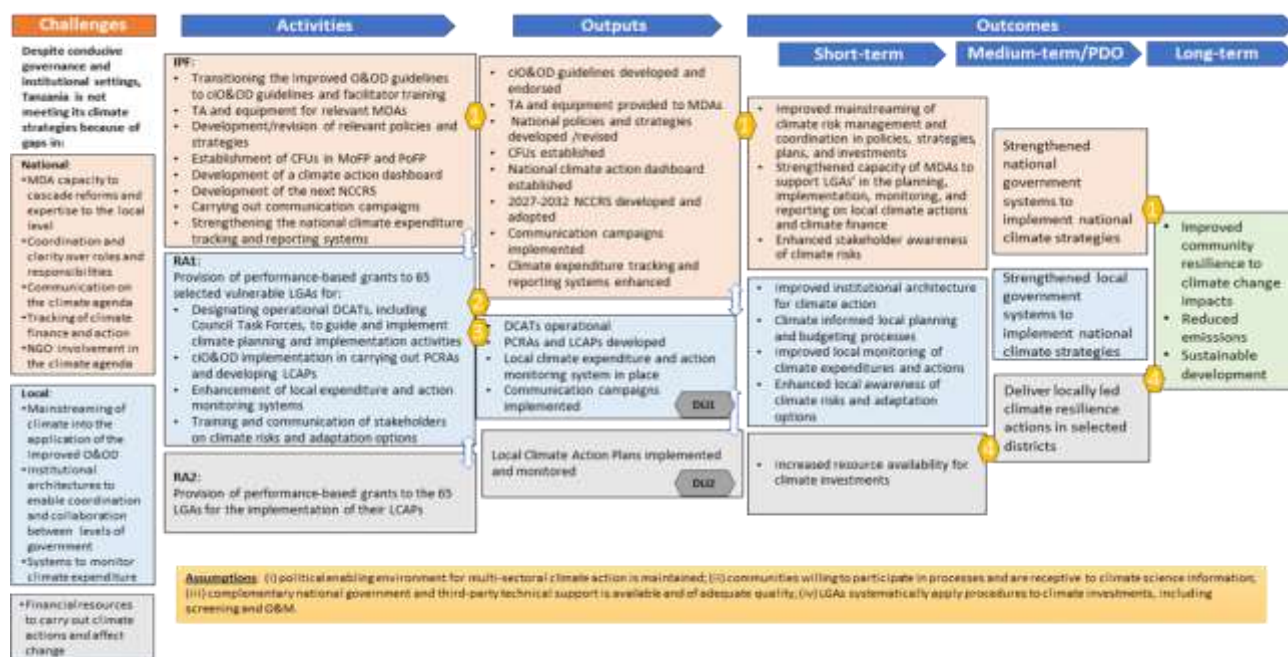 Challenges
Despite conducive
governance and
institutional settings,
Tanzania is not
meeting its climate
strategies because of
gaps in:
National:
•MDA capacity to
cascade reforms and
expertise to the local
level
•Coordination and
clarity over roles and
responsibilities
•Communication on
the climate agenda
•Tracking of climate
finance and action
•NGO involvement in
the climate agenda
Local:
•Mainstreaming of
climate into the
application of the
Improved O&OD
•Institutional
architectures to
enable coordination
and collaboration
between levels of
government
•Systems to monitor
climate expenditure
•Financial resources
to carry out climate
actions and affect
change
Activities
IPF:
• Transitioning the Improved O&OD guidelines
to ciO&OD guidelines and facilitator training
• TA and equipment for relevant MDAs
• Development/revision of relevant policies and
strategies
• Establishment of CFUs in MoFP and PoFP
• Development of a climate action dashboard
• Development of the next NCCRS
• Carrying out communication campaigns
• Strengthening the national climate expenditure
tracking and reporting systems
1
RA1:
Provision of performance-based grants to 65
selected vulnerable LGAs for:
• Designating operational DCATs, including
Council Task Forces, to guide and implement
climate planning and implementation activities
• ciO&OD implementation in carrying out PCRAs
and developing LCAPs
• Enhancement of local expenditure and action
monitoring systems
• Training and communication of stakeholders
on climate risks and adaptation options
2
3
RA2:
Provision of performance-based grants to the 65
LGAs for the implementation of their LCAPs
Outputs
• ciO&OD guidelines developed and
endorsed
• TA and equipment provided to MDAs
• National policies and strategies
developed /revised
• CFUs established
• National climate action dashboard
established
• 2027-2032 NCCRS developed and
adopted
• Communication campaigns
implemented
• Climate expenditure tracking and
reporting systems enhanced
1
• DCATs operational
• PCRAs and LCAPs developed
• Local climate expenditure and action
monitoring system in place
• Communication campaigns
implemented
DLI1
Local Climate Action Plans implemented
and monitored
DLI2
Outcomes
Short-term
• Improved mainstreaming of
climate risk management and
coordination in policies, strategies,
plans, and investments
• Strengthened capacity of MDAs to
support LGAs' in the planning,
implementation, monitoring, and
reporting on local climate actions
and climate finance
• Enhanced stakeholder awareness
of climate risks
• Improved institutional architecture
for climate action
• Climate informed local planning
and budgeting processes
• Improved local monitoring of
climate expenditures and actions
• Enhanced local awareness of
climate risks and adaptation
options
• Increased resource availability for
climate investments
4
Medium-term/PDO
Strengthened
national
government
systems to
implement national
climate strategies
Strengthened local
government
systems to
implement national
climate strategies
Deliver locally led
climate resilience
actions in selected
districts
1
4
Long-term
• Improved
community
resilience to
climate change
impacts
• Reduced
emissions
• Sustainable
development
Assumptions: (i) political enabling environment for multi-sectoral climate action is maintained; (ii) communities willing to participate in processes and are receptive to climate science information;
(iii) complementary national government and third-party technical support is available and of adequate quality; (iv) LGAs systematically apply procedures to climate investments, including
screening and O&M.